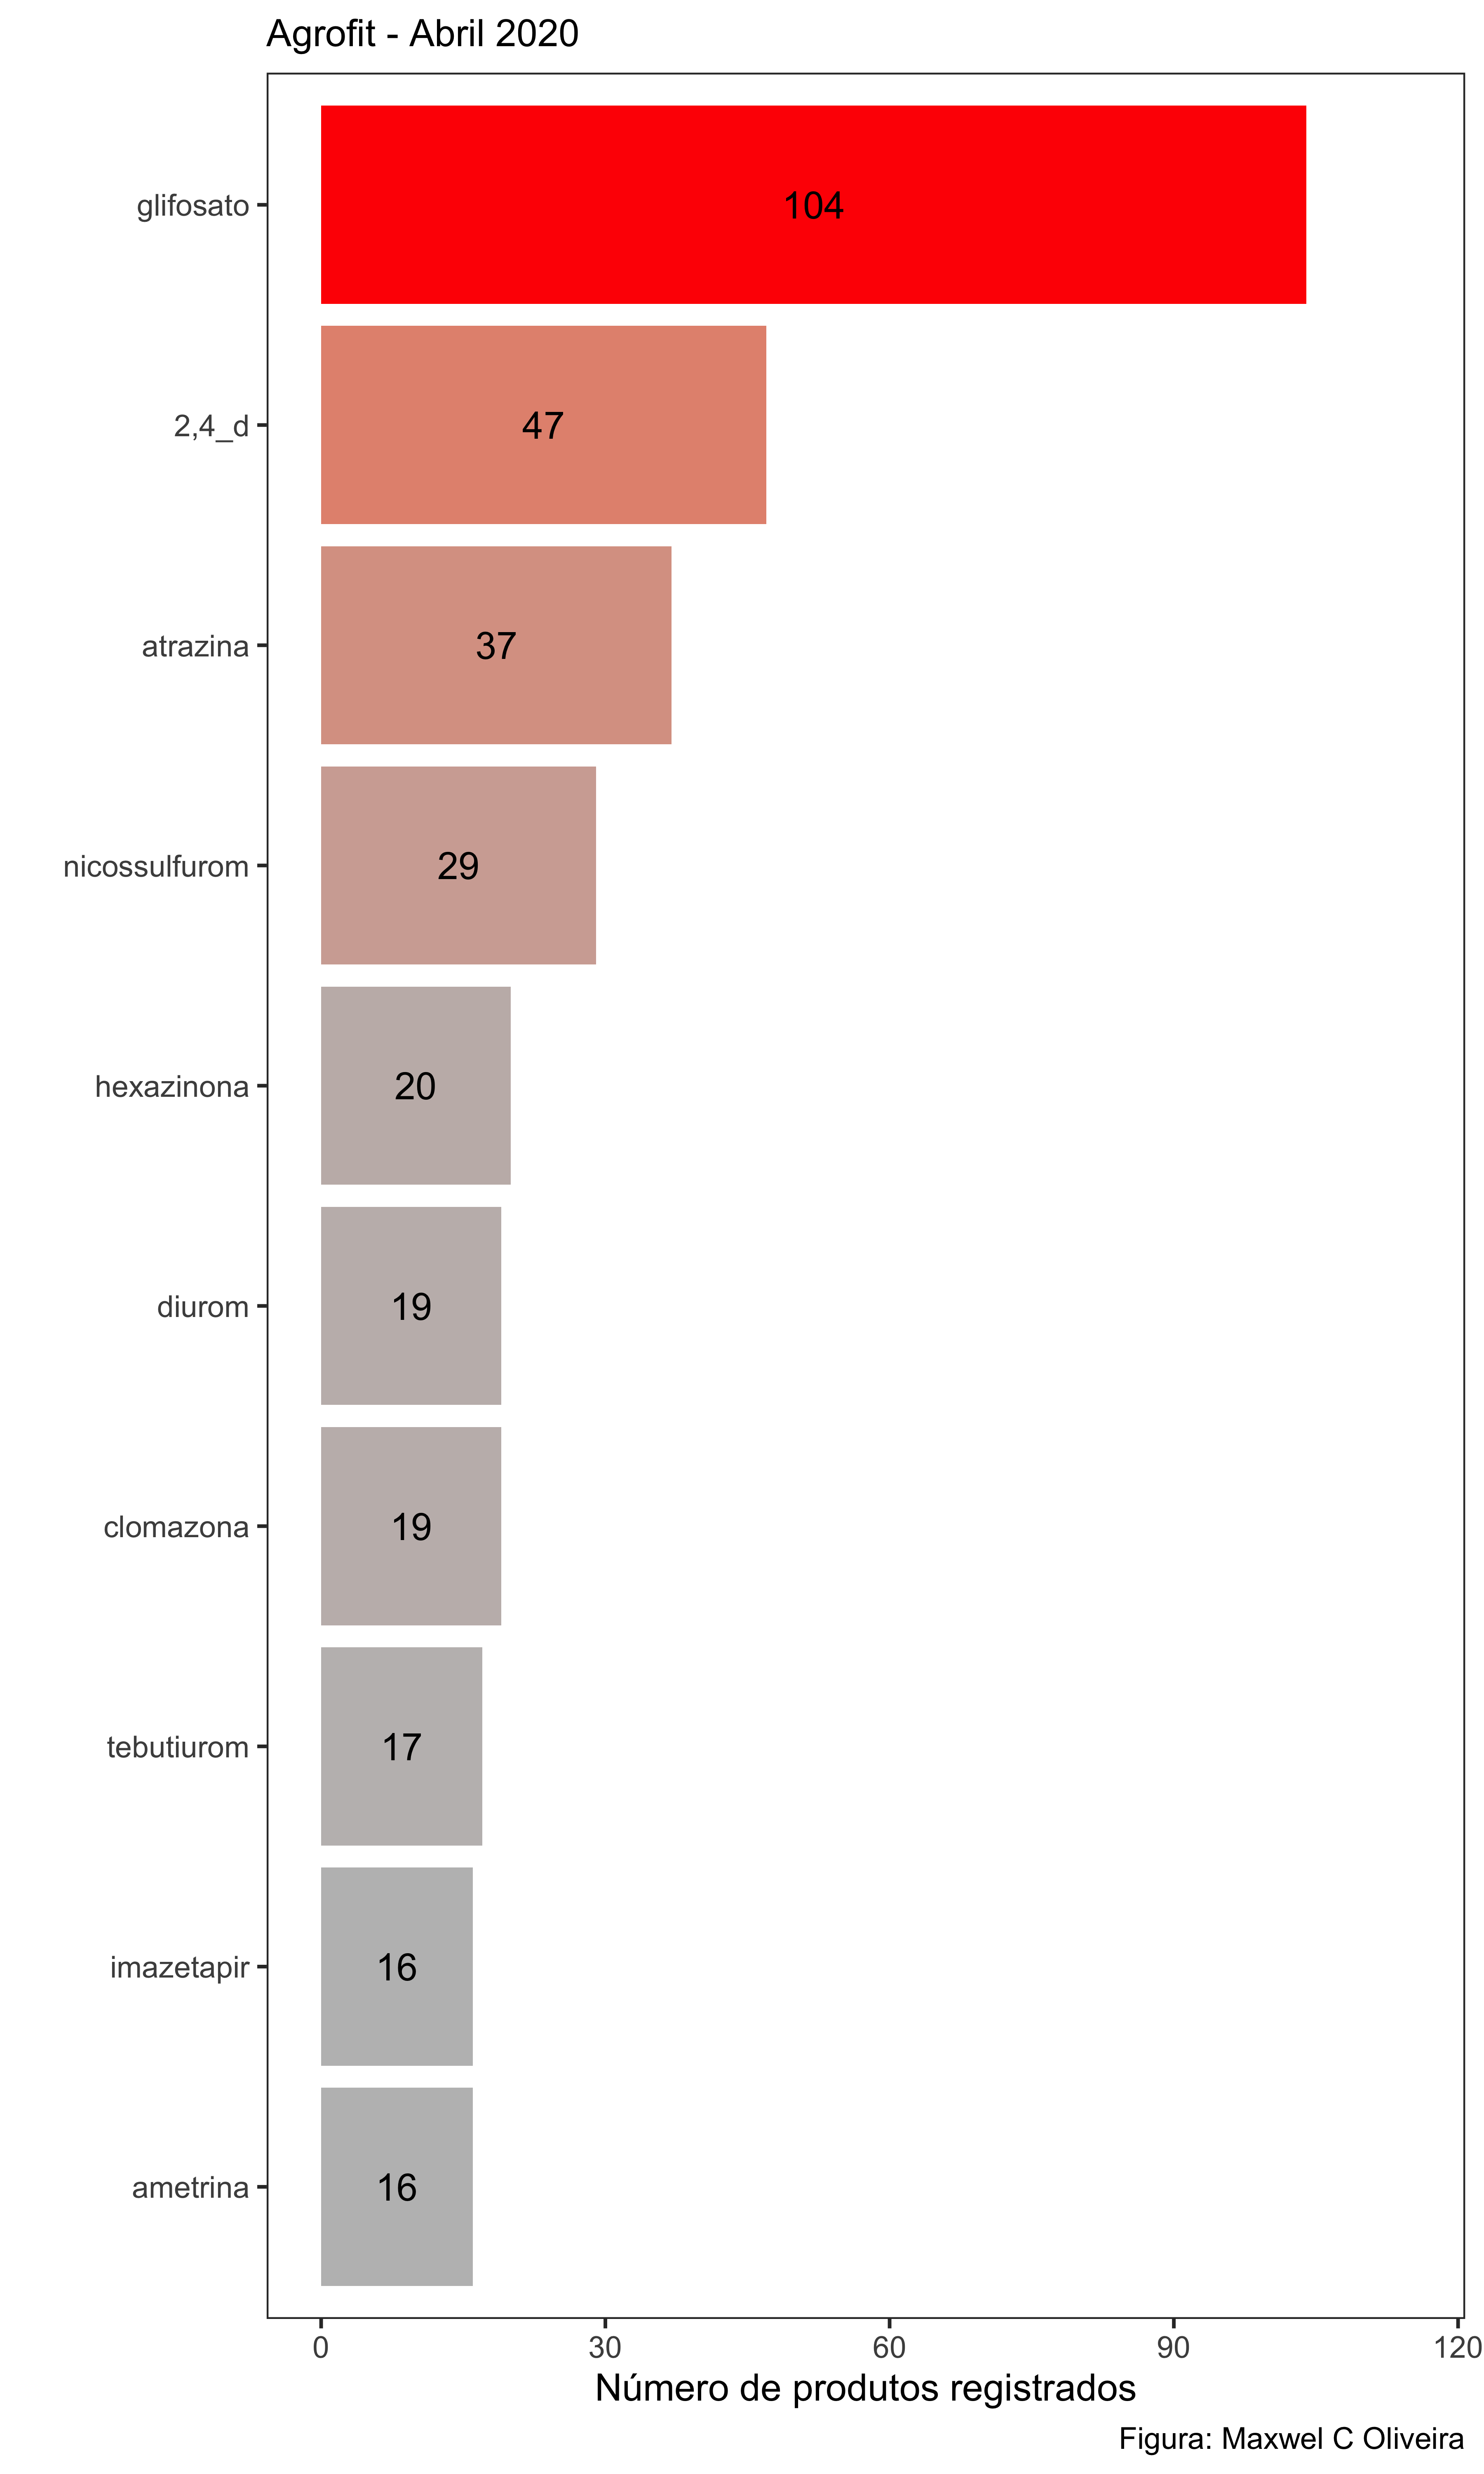 Agrofit - Abril 2020
glifosato
104
2,4_d
47
atrazina
37
nicossulfurom
29
hexazinona
20
diurom
19
clomazona
19
tebutiurom
17
imazetapir
16
ametrina
16
0 30 60 90 120
Número de produtos registrados
Figura: Maxwel C Oliveira